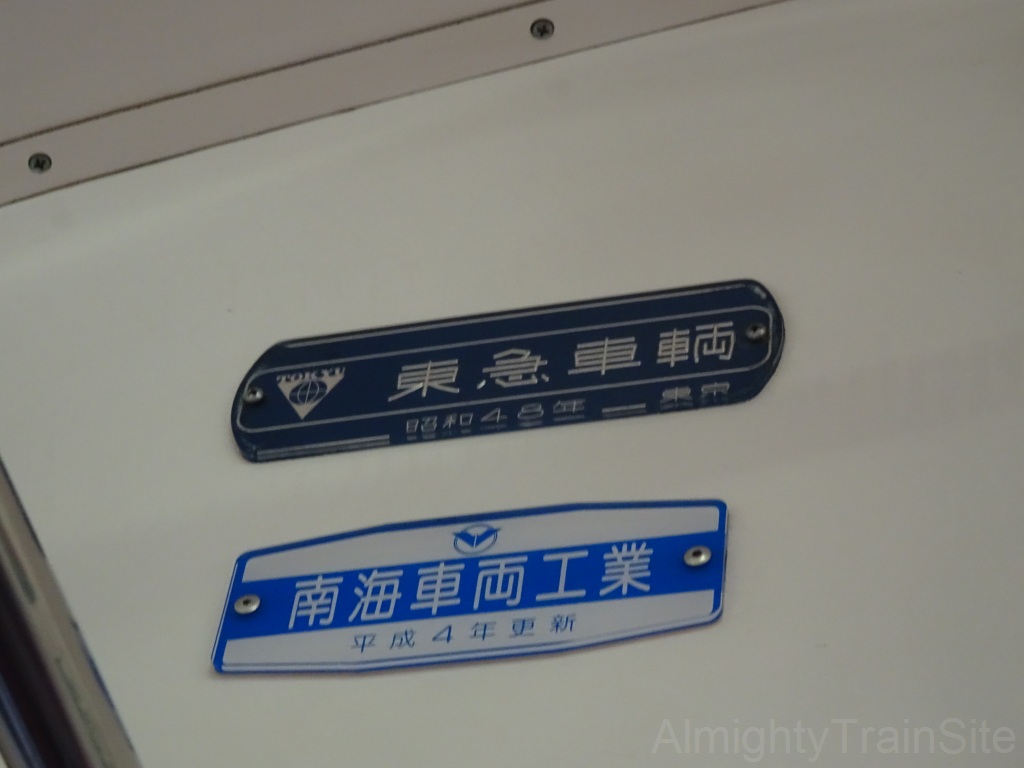 TOKYU
東急車両
昭和48年 — 東京
南海車両工業
平成4年更新
AlmightyTrainSite